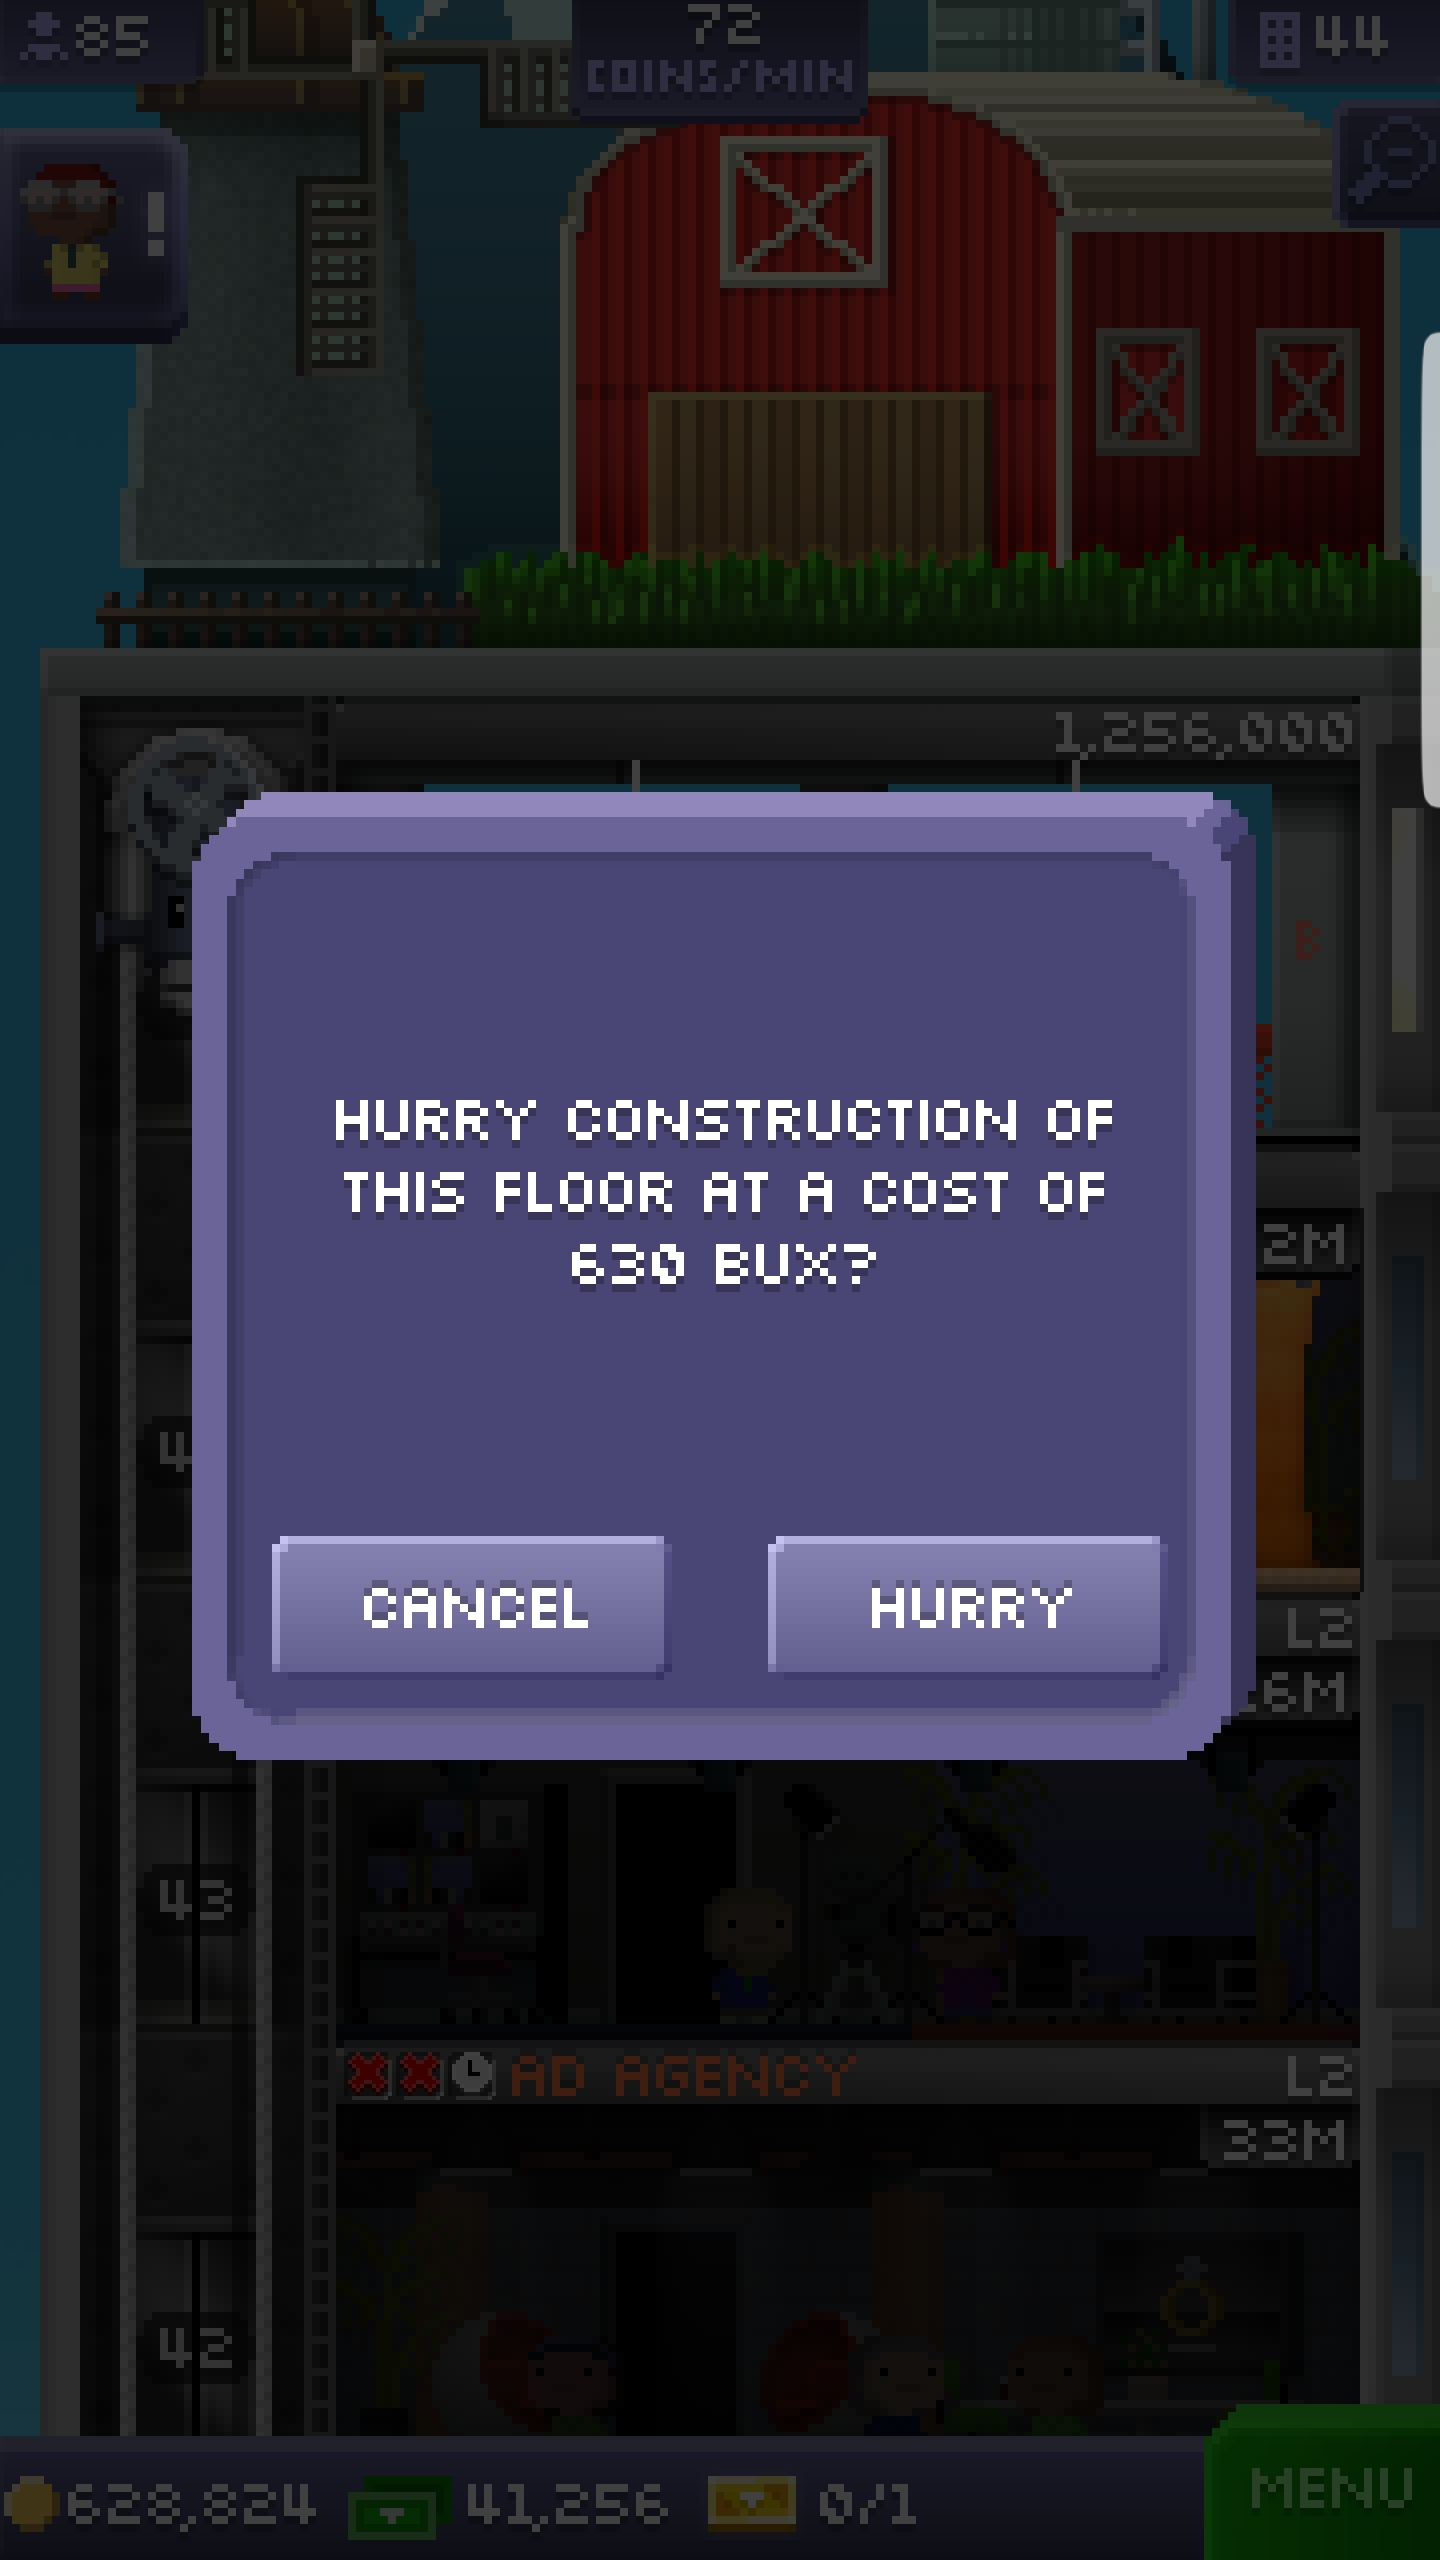 85
72
COINS/MIN
44
!
1,256,000
B
HURRY CONSTRUCTION OF
THIS FLOOR AT A COST OF
630 BUX?
2M
CANCEL
HURRY
L2
6M
43
AD AGENCY
L2
33M
42
628,824
41,256
0/1
MENU